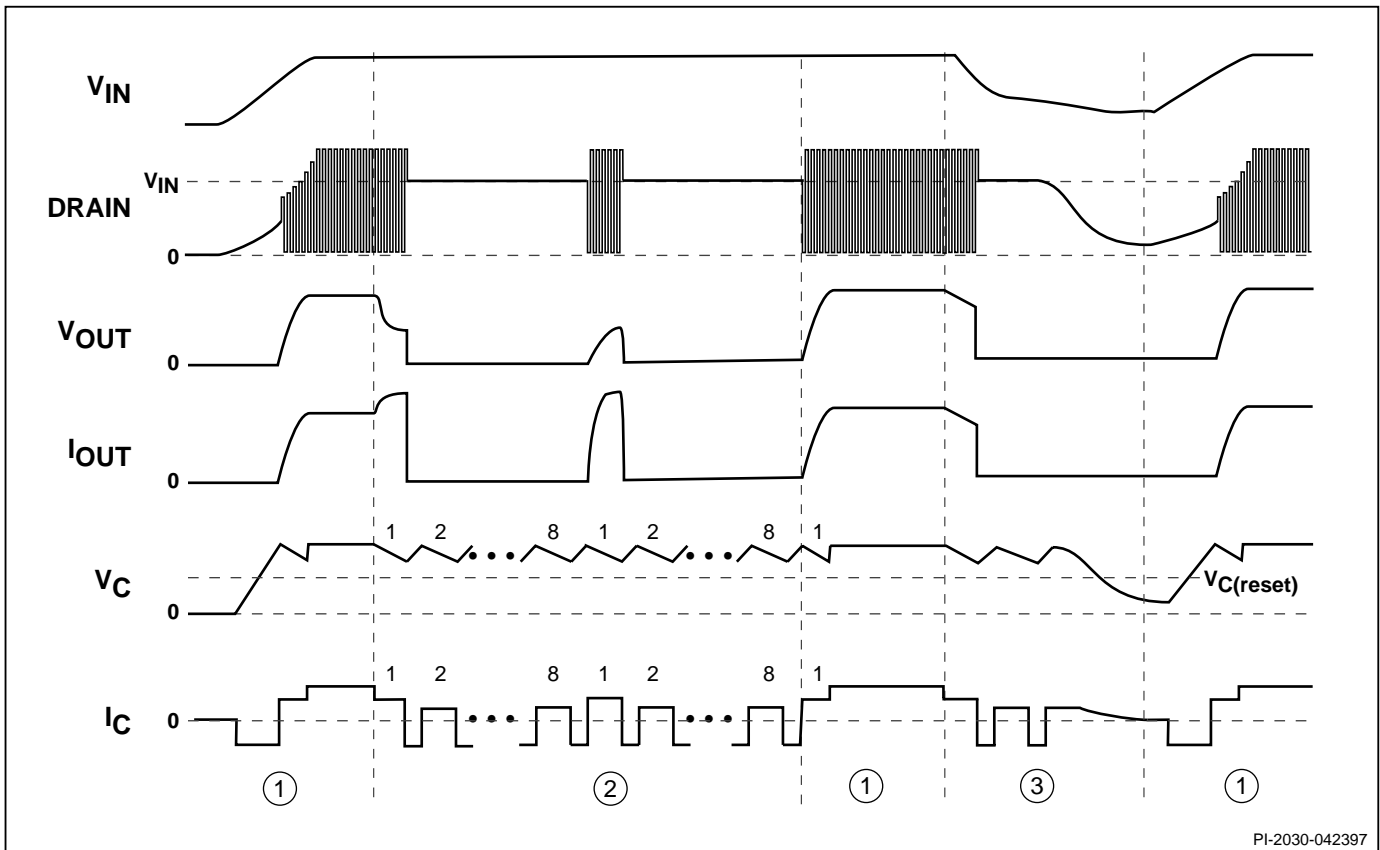 VIN
VIN
DRAIN
0
VOUT
0
IOUT
0
1 2 • • • 8 1 2 • • • 8 1
VC
VC(reset)
0
1 2 • • • 8 1 2 • • • 8 1
IC
0
1 2 1 3 1
PI-2030-042397